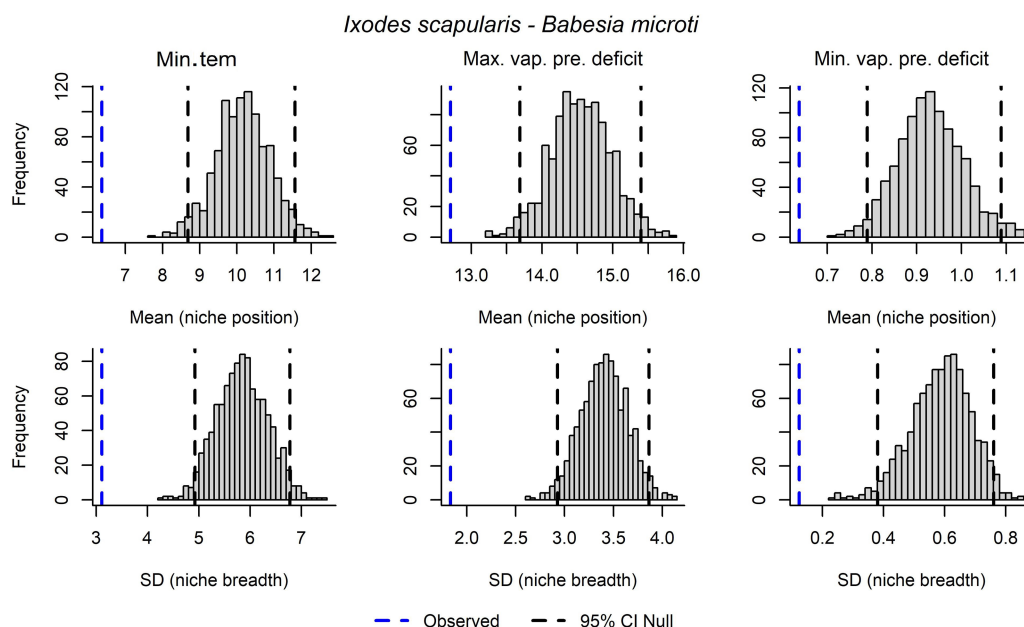 Ixodes scapularis - Babesia microti
Min.tem
Max. vap. pre. deficit
Min. vap. pre. deficit
Frequency
0 40 80 120
0 20 60
0 20 40 60 80 120
7 8 9 10 11 12
13.0 14.0 15.0 16.0
0.7 0.8 0.9 1.0 1.1
Mean (niche position)
Mean (niche position)
Mean (niche position)
Frequency
0 20 40 60 80
0 20 60
0 20 60
3 4 5 6 7
2.0 2.5 3.0 3.5 4.0
0.2 0.4 0.6 0.8
SD (niche breadth)
SD (niche breadth)
SD (niche breadth)
Observed 95% CI Null